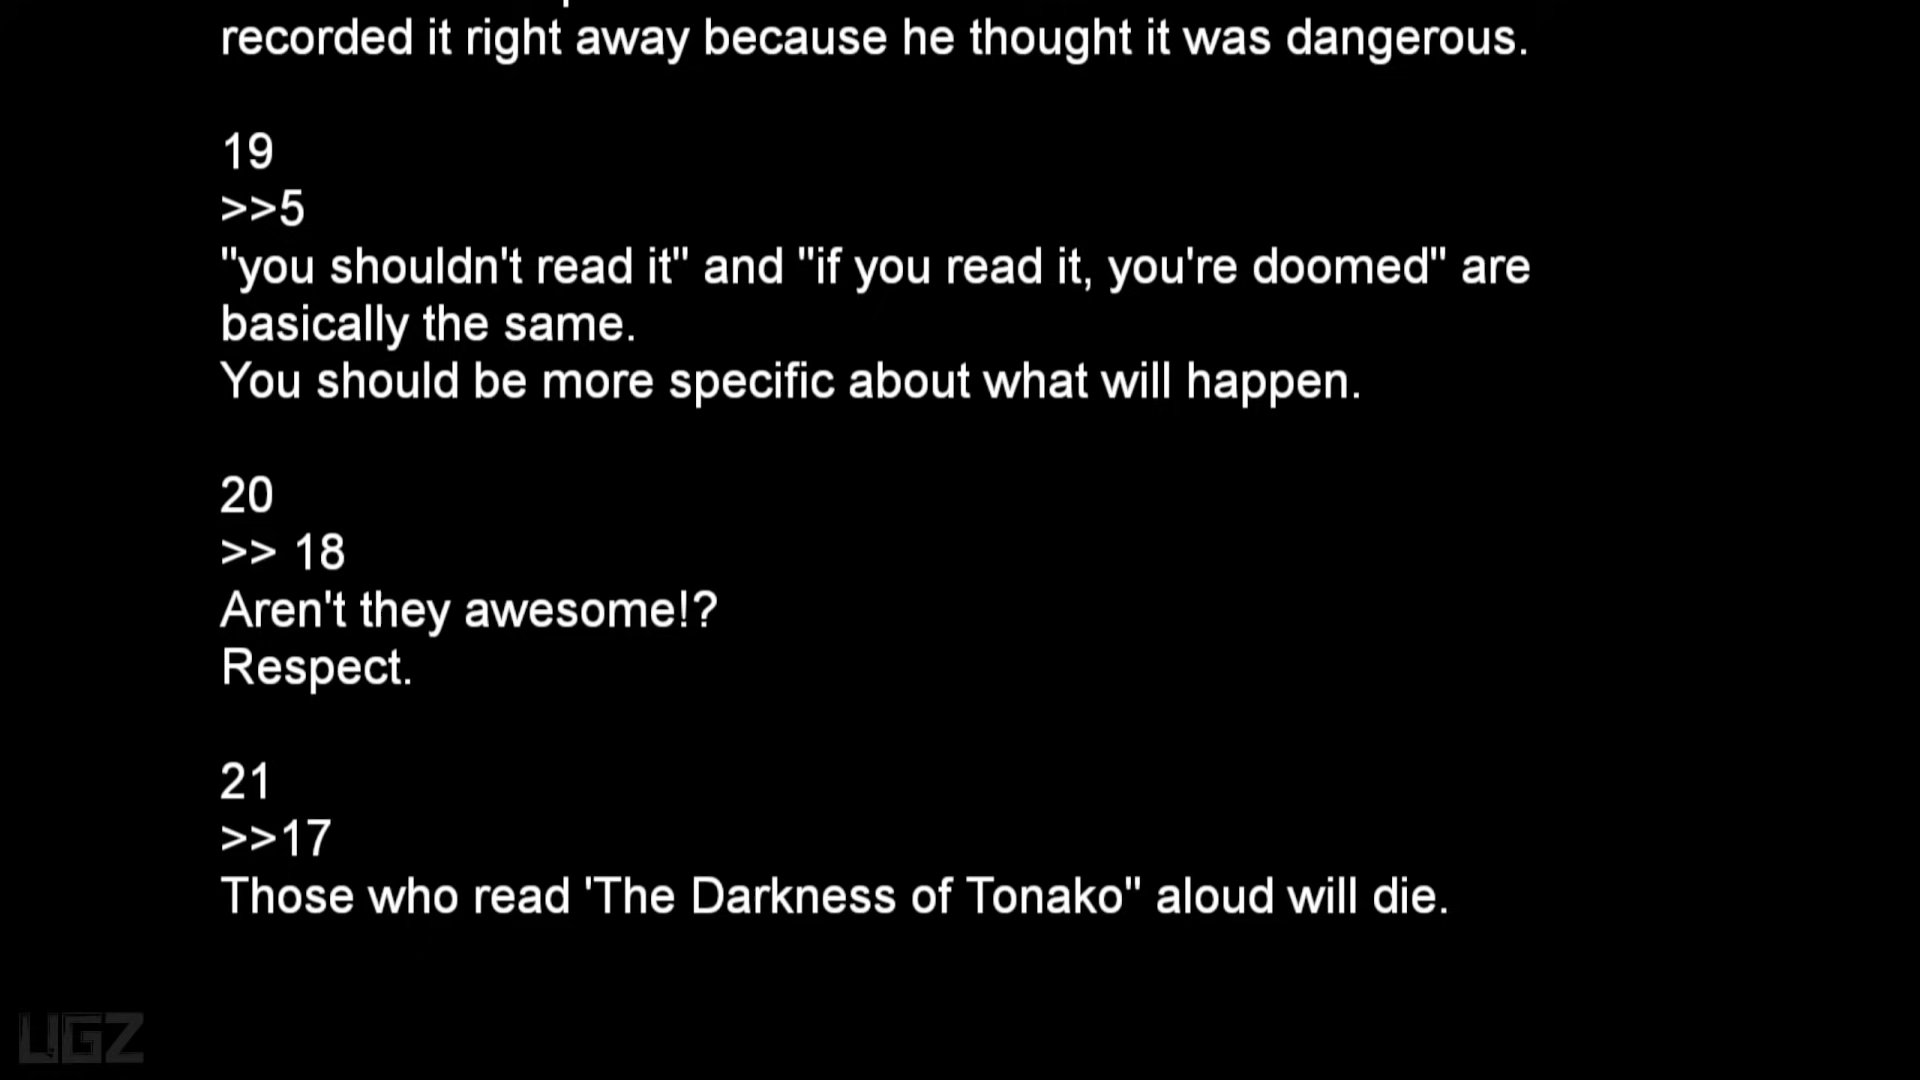 recorded it right away because he thought it was dangerous.
19
>>5
"you shouldn't read it" and "if you read it, you're doomed" are
basically the same.
You should be more specific about what will happen.
20
>> 18
Aren't they awesome!?
Respect.
21
>>17
Those who read 'The Darkness of Tonako" aloud will die.
UGZ